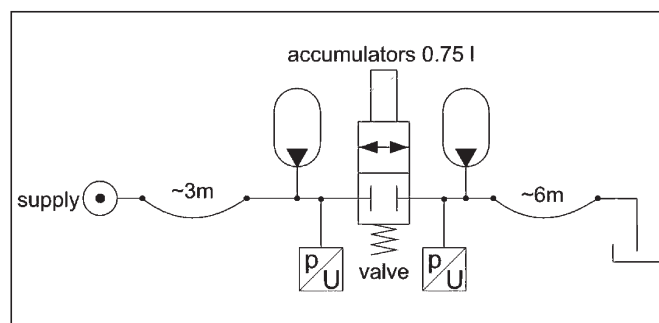 accumulators 0.75 l
~3m
~6m
supply
p
U
valve
p
U